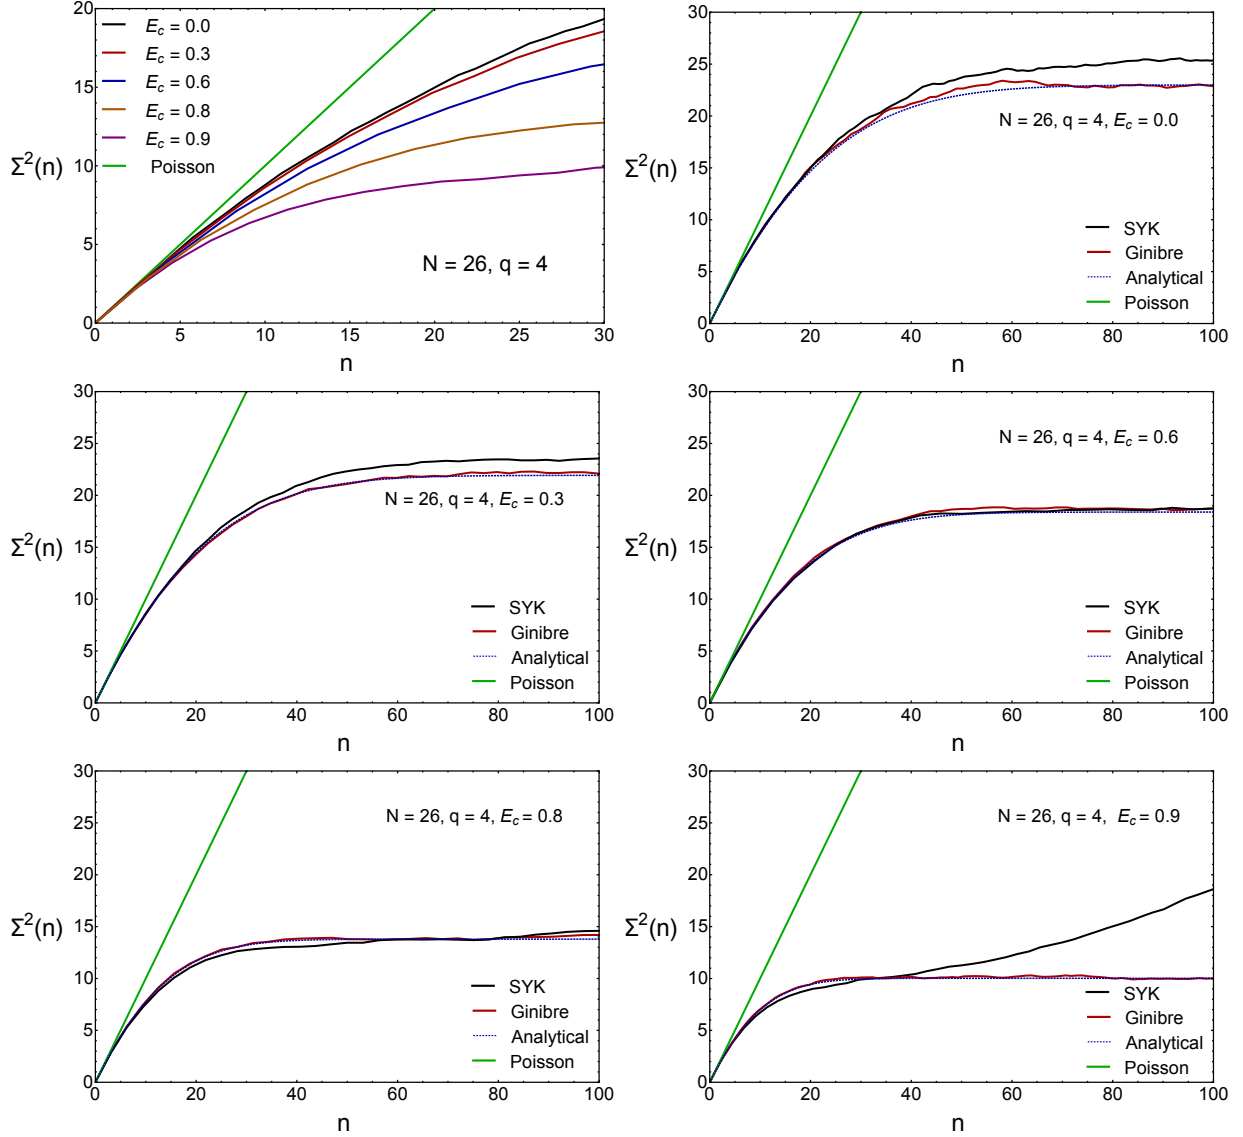 20
15
10
5
0
Σ²(n)
E_c = 0.0
E_c = 0.3
E_c = 0.6
E_c = 0.8
E_c = 0.9
Poisson
N = 26, q = 4
0 5 10 15 20 25 30
n
30
25
20
15
10
5
0
Σ²(n)
N = 26, q = 4, E_c = 0.0
SYK
Ginibre
Analytical
Poisson
0 20 40 60 80 100
n
30
25
20
15
10
5
0
Σ²(n)
N = 26, q = 4, E_c = 0.3
SYK
Ginibre
Analytical
Poisson
0 20 40 60 80 100
n
30
25
20
15
10
5
0
Σ²(n)
N = 26, q = 4, E_c = 0.6
SYK
Ginibre
Analytical
Poisson
0 20 40 60 80 100
n
30
25
20
15
10
5
0
Σ²(n)
N = 26, q = 4, E_c = 0.8
SYK
Ginibre
Analytical
Poisson
0 20 40 60 80 100
n
30
25
20
15
10
5
0
Σ²(n)
N = 26, q = 4, E_c = 0.9
SYK
Ginibre
Analytical
Poisson
0 20 40 60 80 100
n